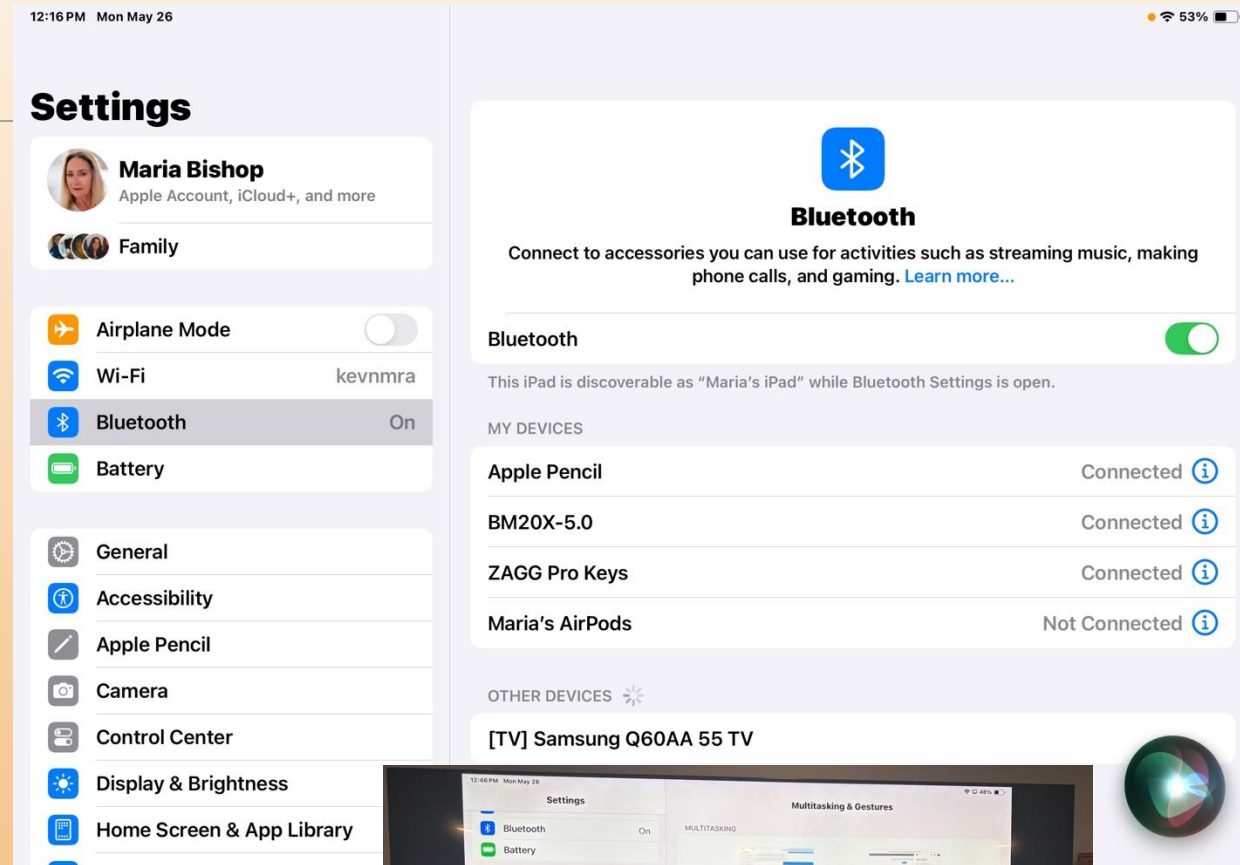 12:16 PM Mon May 26
53%
Settings
Maria Bishop
Apple Account, iCloud+, and more
Family
Airplane Mode
Wi-Fi kevnmra
Bluetooth On
Battery
General
Accessibility
Apple Pencil
Camera
Control Center
Display & Brightness
Home Screen & App Library
Bluetooth
Connect to accessories you can use for activities such as streaming music, making
phone calls, and gaming. Learn more...
Bluetooth
This iPad is discoverable as “Maria’s iPad” while Bluetooth Settings is open.
MY DEVICES
Apple Pencil Connected
BM20X-5.0 Connected
ZAGG Pro Keys Connected
Maria’s AirPods Not Connected
OTHER DEVICES
[TV] Samsung Q60AA 55 TV
12:46 PM Mon May 26
48%
Settings
Bluetooth On
Battery
Multitasking & Gestures
MULTITASKING